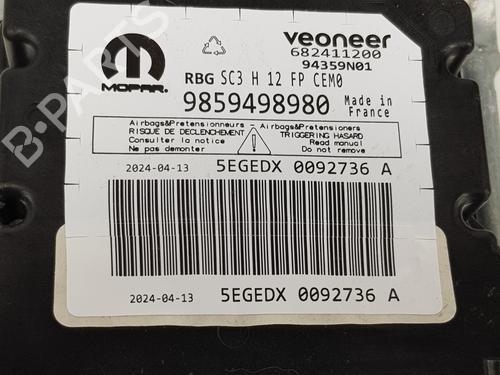 veoneer
682411200
94359N01
MOPAR.
RBG SC3 H 12 FP CEM0
9859498980
Made in
France
Airbags&Pretensionneurs - Airbags&Pretensioners
RISQUE DE DECLENCHEMENT
Consulter la notice
Ne pas demonter
TRIGGERING HASARD
Read manual
Do not remove
2024-04-13 5EGEDX 0092736 A
2024-04-13 5EGEDX 0092736 A
B-Parts